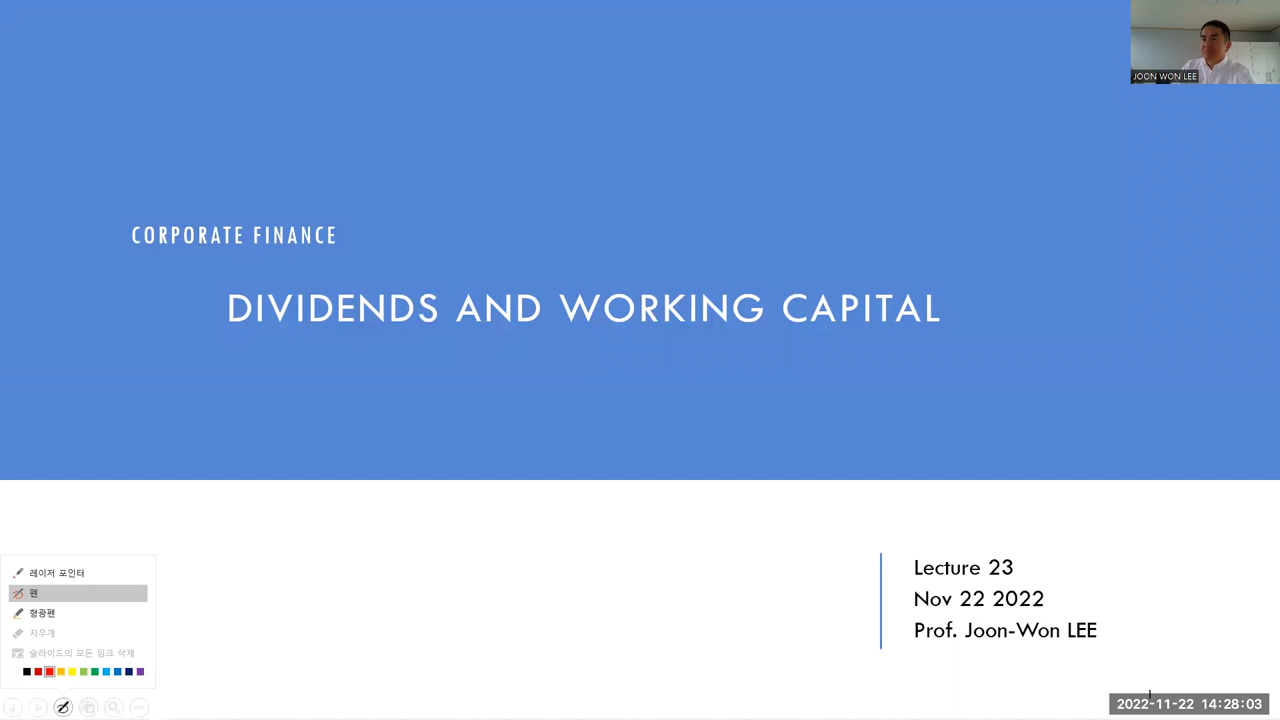 JOON WON LEE
CORPORATE FINANCE
DIVIDENDS AND WORKING CAPITAL
Lecture 23
Nov 22 2022
Prof. Joon-Won LEE
레이저 포인터
펜
형광펜
지우개
슬라이드의 모든 잉크 삭제
2022-11-22 14:28:03